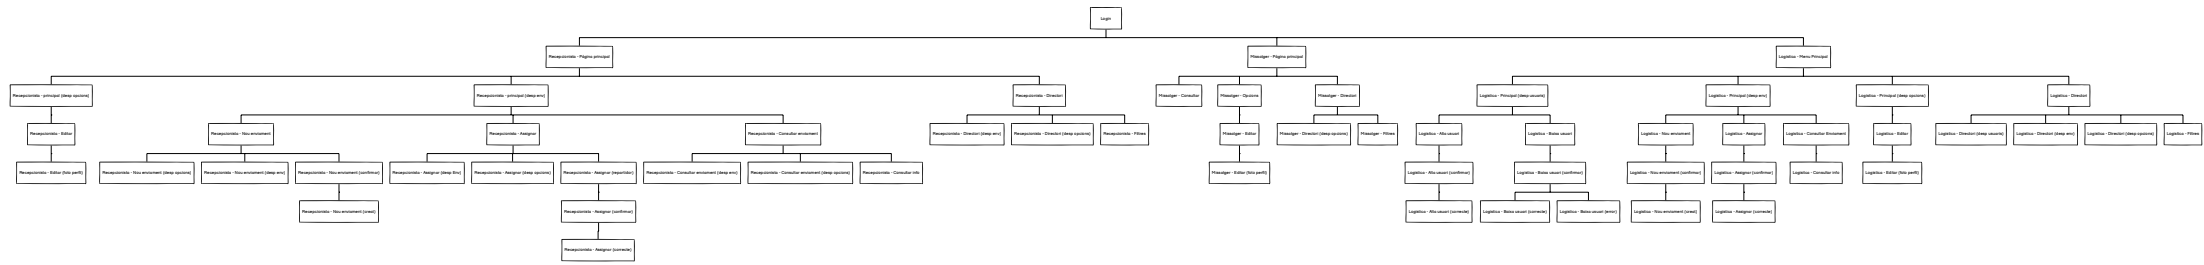 Login
Recepcionista - Pàgina principal
Missatger - Pàgina principal
Logística - Menu Principal
Recepcionista - principal (desp opcions)
Recepcionista - principal (desp env)
Recepcionista - Directori
Missatger - Consultar
Missatger - Opcions
Missatger - Directori
Logística - Principal (desp usuaris)
Logística - Principal (desp env)
Logística - Principal (desp opcions)
Logística - Directori
Recepcionista - Editar
Recepcionista - Nou enviament
Recepcionista - Assignar
Recepcionista - Consultar enviament
Recepcionista - Directori (desp env)
Recepcionista - Directori (desp opcions)
Recepcionista - Filtres
Missatger - Editar
Missatger - Directori (desp opcions)
Missatger - Filtres
Logística - Alta usuari
Logística - Baixa usuari
Logística - Nou enviament
Logística - Assignar
Logística - Consultar Enviament
Logística - Editar
Logística - Directori (desp usuaris)
Logística - Directori (desp env)
Logística - Directori (desp opcions)
Logística - Filtres
Recepcionista - Editar (foto perfil)
Recepcionista - Nou enviament (desp opcions)
Recepcionista - Nou enviament (desp env)
Recepcionista - Nou enviament (confirmar)
Recepcionista - Assignar (desp Env)
Recepcionista - Assignar (desp opcions)
Recepcionista - Assignar (repartidor)
Recepcionista - Consultar enviament (desp env)
Recepcionista - Consultar enviament (desp opcions)
Recepcionista - Consultar info
Missatger - Editar (foto perfil)
Logística - Alta usuari (confirmar)
Logística - Baixa usuari (confirmar)
Logística - Nou enviament (confirmar)
Logística - Assignar (confirmar)
Logística - Consultar info
Logística - Editar (foto perfil)
Recepcionista - Nou enviament (creat)
Recepcionista - Assignar (confirmar)
Logística - Alta usuari (correcte)
Logística - Baixa usuari (correcte)
Logística - Baixa usuari (error)
Logística - Nou enviament (creat)
Logística - Assignar (correcte)
Recepcionista - Assignar (correcte)